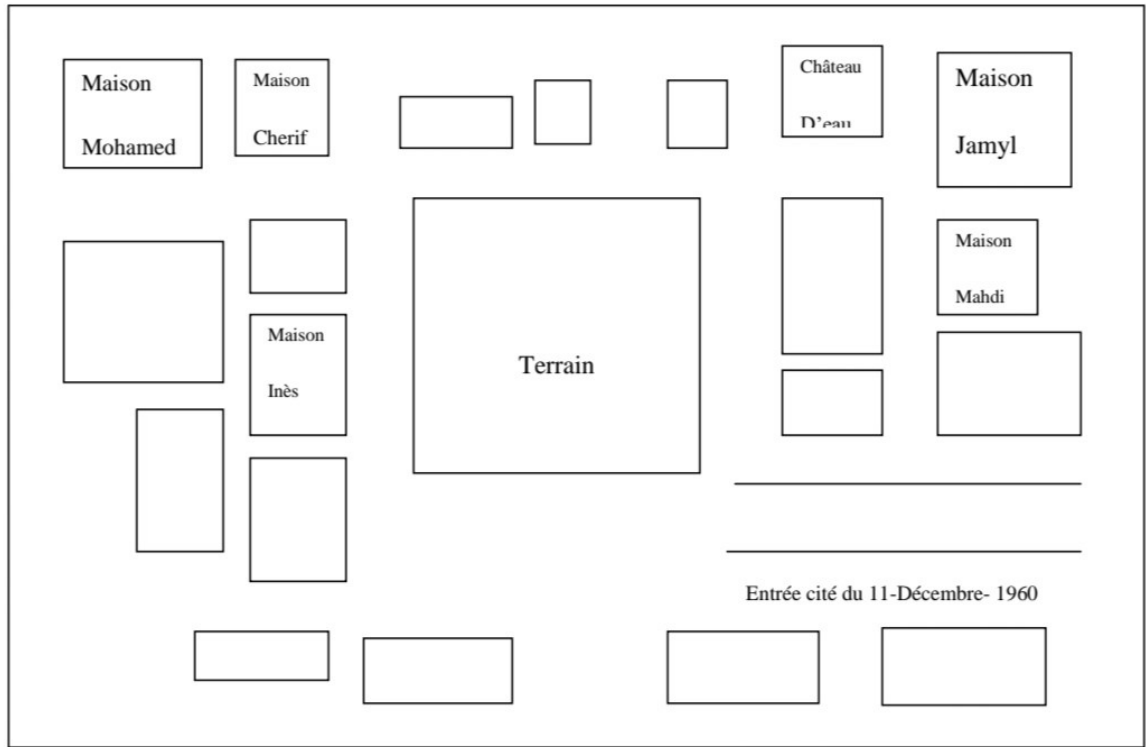 Maison
Mohamed
Maison
Cherif
Château
D'eau
Maison
Jamyl
Maison
Mahdi
Maison
Inès
Terrain
Entrée cité du 11-Décembre- 1960